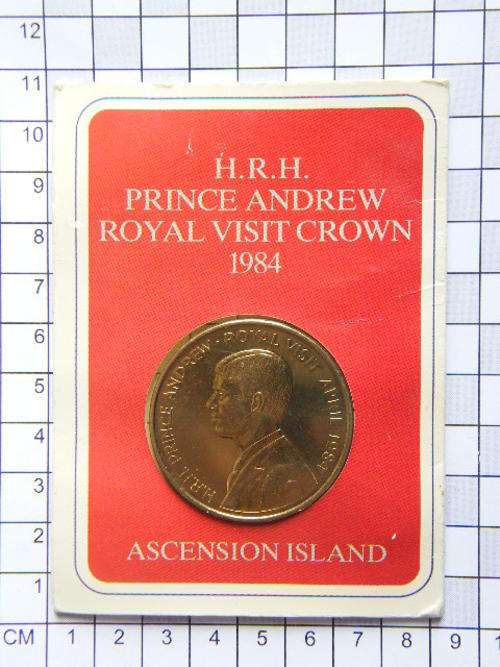 12
11
10
9
8
7
6
5
4
3
2
1
H.R.H.
PRINCE ANDREW
ROYAL VISIT CROWN
1984
H.R.H. PRINCE ANDREW · ROYAL VISIT APRIL 1984
ASCENSION ISLAND
CM 1 2 3 4 5 6 7 8 9